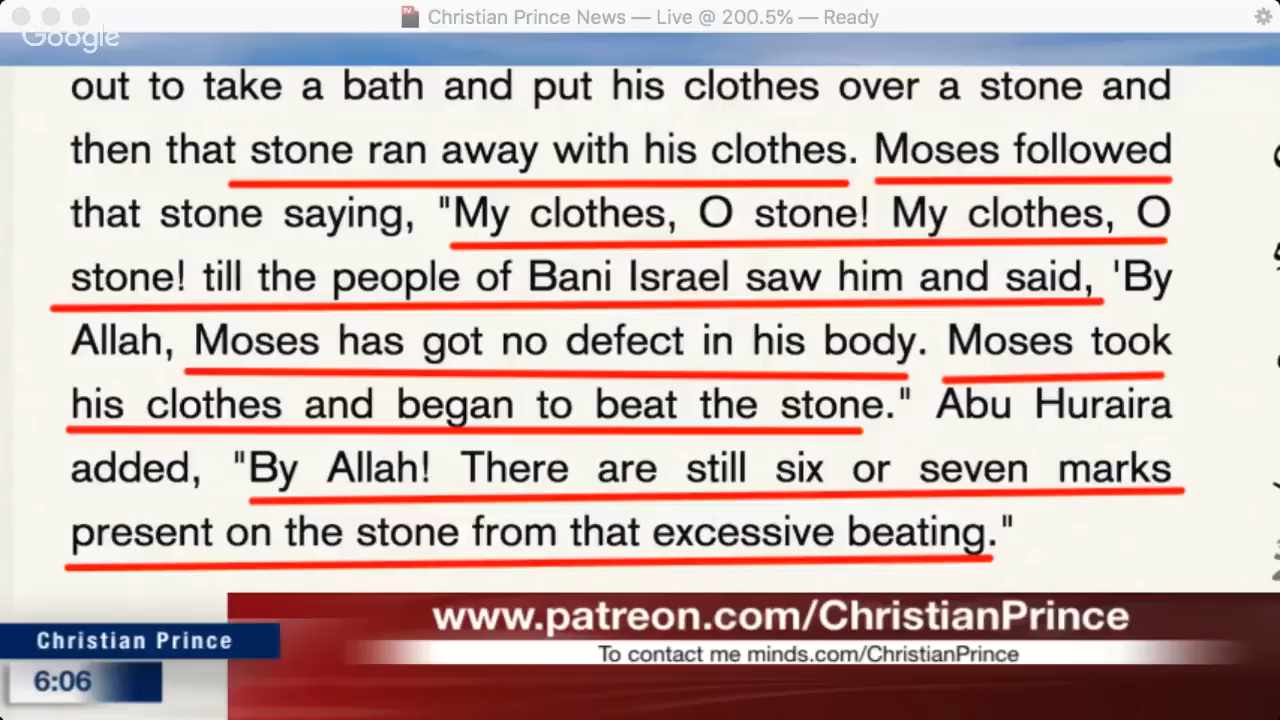 Christian Prince News — Live @ 200.5% — Ready
Google
out to take a bath and put his clothes over a stone and
then that stone ran away with his clothes. Moses followed
that stone saying, "My clothes, O stone! My clothes, O
stone! till the people of Bani Israel saw him and said, 'By
Allah, Moses has got no defect in his body. Moses took
his clothes and began to beat the stone." Abu Huraira
added, "By Allah! There are still six or seven marks
present on the stone from that excessive beating."
www.patreon.com/ChristianPrince
Christian Prince
To contact me minds.com/ChristianPrince
6:06